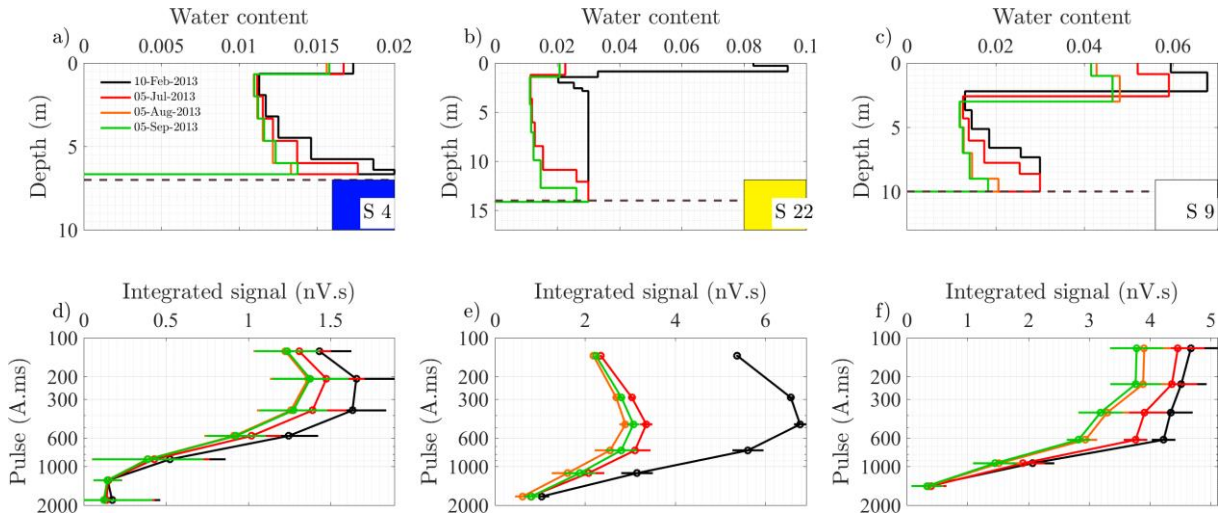 Water content
Water content
Water content
a)
b)
c)
0 0.005 0.01 0.015 0.02
0 0.02 0.04 0.06 0.08 0.1
0 0.02 0.04 0.06
Depth (m)
0
5
10
10-Feb-2013
05-Jul-2013
05-Aug-2013
05-Sep-2013
S 4
Depth (m)
0
5
10
15
S 22
Depth (m)
0
5
10
S 9
Integrated signal (nV.s)
Integrated signal (nV.s)
Integrated signal (nV.s)
d)
e)
f)
0 0.5 1 1.5
0 2 4 6
0 1 2 3 4 5
Pulse (A.ms)
100
200
300
600
1000
2000
Pulse (A.ms)
100
200
300
600
1000
2000
Pulse (A.ms)
100
200
300
600
1000
2000